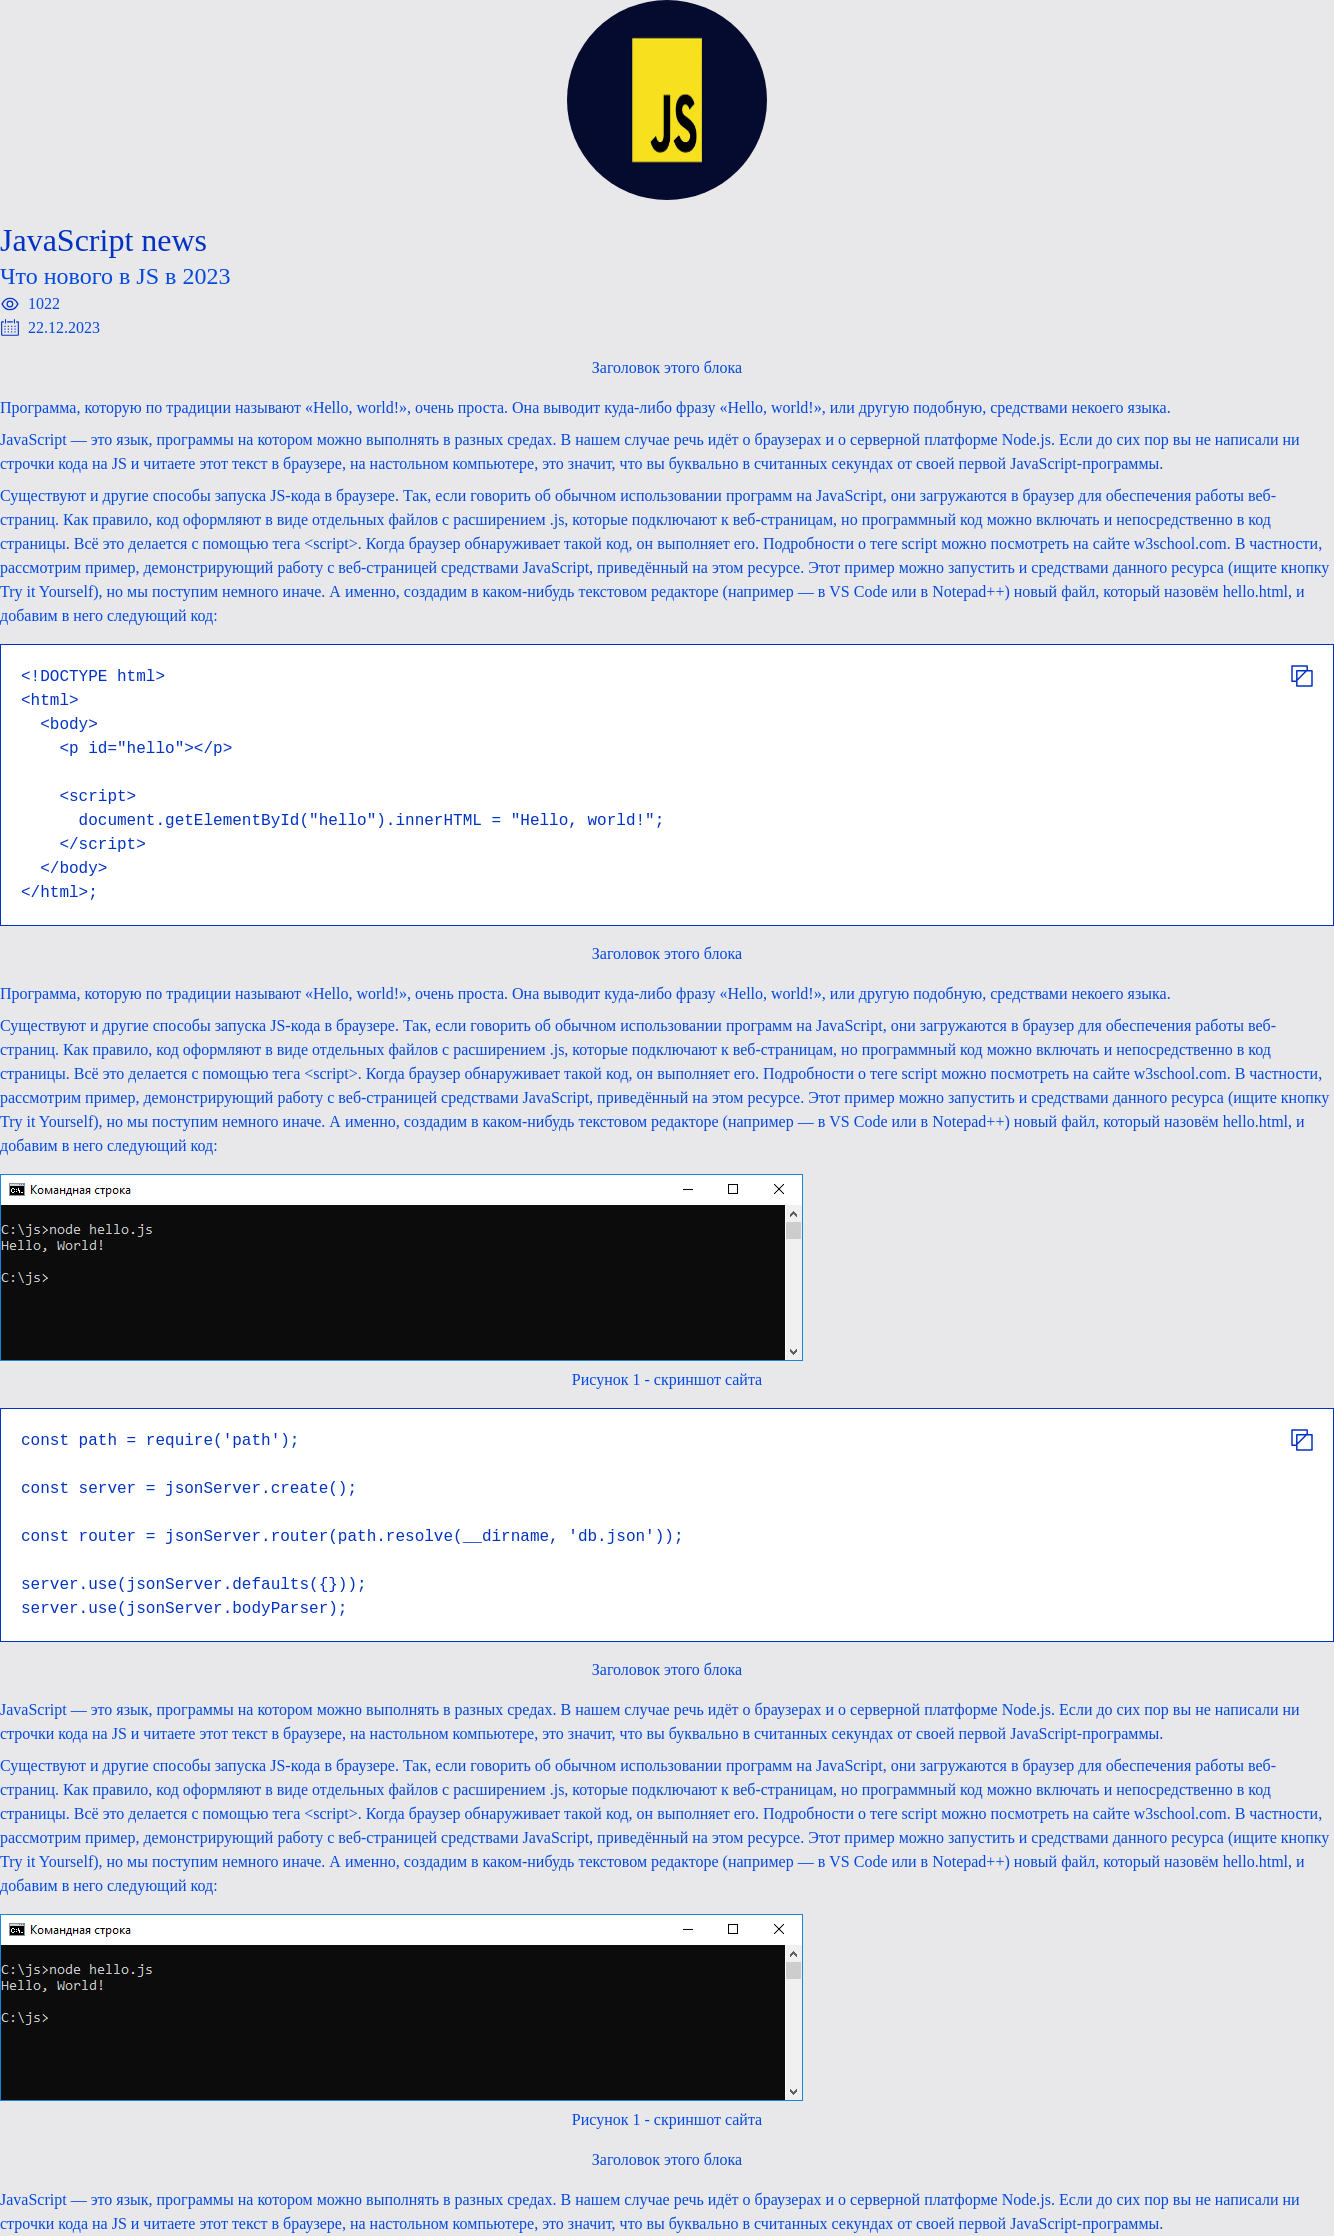 JS
JavaScript news
Что нового в JS в 2023
1022
22.12.2023
Заголовок этого блока
Программа, которую по традиции называют «Hello, world!», очень проста. Она выводит куда-либо фразу «Hello, world!», или другую подобную, средствами некоего языка.
JavaScript — это язык, программы на котором можно выполнять в разных средах. В нашем случае речь идёт о браузерах и о серверной платформе Node.js. Если до сих пор вы не написали ни
строчки кода на JS и читаете этот текст в браузере, на настольном компьютере, это значит, что вы буквально в считанных секундах от своей первой JavaScript-программы.
Существуют и другие способы запуска JS-кода в браузере. Так, если говорить об обычном использовании программ на JavaScript, они загружаются в браузер для обеспечения работы веб-
страниц. Как правило, код оформляют в виде отдельных файлов с расширением .js, которые подключают к веб-страницам, но программный код можно включать и непосредственно в код
страницы. Всё это делается с помощью тега <script>. Когда браузер обнаруживает такой код, он выполняет его. Подробности о теге script можно посмотреть на сайте w3school.com. В частности,
рассмотрим пример, демонстрирующий работу с веб-страницей средствами JavaScript, приведённый на этом ресурсе. Этот пример можно запустить и средствами данного ресурса (ищите кнопку
Try it Yourself), но мы поступим немного иначе. А именно, создадим в каком-нибудь текстовом редакторе (например — в VS Code или в Notepad++) новый файл, который назовём hello.html, и
добавим в него следующий код:
<!DOCTYPE html>
<html>
  <body>
    <p id="hello"></p>

    <script>
      document.getElementById("hello").innerHTML = "Hello, world!";
    </script>
  </body>
</html>;
Заголовок этого блока
Программа, которую по традиции называют «Hello, world!», очень проста. Она выводит куда-либо фразу «Hello, world!», или другую подобную, средствами некоего языка.
Существуют и другие способы запуска JS-кода в браузере. Так, если говорить об обычном использовании программ на JavaScript, они загружаются в браузер для обеспечения работы веб-
страниц. Как правило, код оформляют в виде отдельных файлов с расширением .js, которые подключают к веб-страницам, но программный код можно включать и непосредственно в код
страницы. Всё это делается с помощью тега <script>. Когда браузер обнаруживает такой код, он выполняет его. Подробности о теге script можно посмотреть на сайте w3school.com. В частности,
рассмотрим пример, демонстрирующий работу с веб-страницей средствами JavaScript, приведённый на этом ресурсе. Этот пример можно запустить и средствами данного ресурса (ищите кнопку
Try it Yourself), но мы поступим немного иначе. А именно, создадим в каком-нибудь текстовом редакторе (например — в VS Code или в Notepad++) новый файл, который назовём hello.html, и
добавим в него следующий код:
Командная строка
C:\js>node hello.js
Hello, World!
C:\js>
Рисунок 1 - скриншот сайта
const path = require('path');

const server = jsonServer.create();

const router = jsonServer.router(path.resolve(__dirname, 'db.json'));

server.use(jsonServer.defaults({}));
server.use(jsonServer.bodyParser);
Заголовок этого блока
JavaScript — это язык, программы на котором можно выполнять в разных средах. В нашем случае речь идёт о браузерах и о серверной платформе Node.js. Если до сих пор вы не написали ни
строчки кода на JS и читаете этот текст в браузере, на настольном компьютере, это значит, что вы буквально в считанных секундах от своей первой JavaScript-программы.
Существуют и другие способы запуска JS-кода в браузере. Так, если говорить об обычном использовании программ на JavaScript, они загружаются в браузер для обеспечения работы веб-
страниц. Как правило, код оформляют в виде отдельных файлов с расширением .js, которые подключают к веб-страницам, но программный код можно включать и непосредственно в код
страницы. Всё это делается с помощью тега <script>. Когда браузер обнаруживает такой код, он выполняет его. Подробности о теге script можно посмотреть на сайте w3school.com. В частности,
рассмотрим пример, демонстрирующий работу с веб-страницей средствами JavaScript, приведённый на этом ресурсе. Этот пример можно запустить и средствами данного ресурса (ищите кнопку
Try it Yourself), но мы поступим немного иначе. А именно, создадим в каком-нибудь текстовом редакторе (например — в VS Code или в Notepad++) новый файл, который назовём hello.html, и
добавим в него следующий код:
Командная строка
C:\js>node hello.js
Hello, World!
C:\js>
Рисунок 1 - скриншот сайта
Заголовок этого блока
JavaScript — это язык, программы на котором можно выполнять в разных средах. В нашем случае речь идёт о браузерах и о серверной платформе Node.js. Если до сих пор вы не написали ни
строчки кода на JS и читаете этот текст в браузере, на настольном компьютере, это значит, что вы буквально в считанных секундах от своей первой JavaScript-программы.